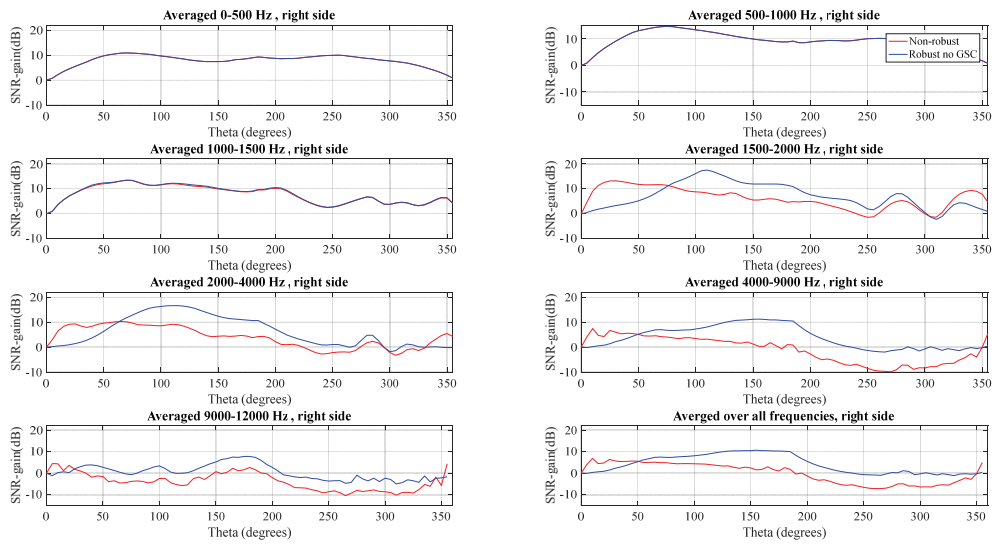 Averaged 0-500 Hz , right side
SNR-gain(dB)
20
10
0
-10
0 50 100 150 200 250 300 350
Theta (degrees)
Averaged 500-1000 Hz , right side
SNR-gain(dB)
10
0
-10
Non-robust
Robust no GSC
0 50 100 150 200 250 300 350
Theta (degrees)
Averaged 1000-1500 Hz , right side
SNR-gain(dB)
20
10
0
-10
0 50 100 150 200 250 300 350
Theta (degrees)
Averaged 1500-2000 Hz , right side
SNR-gain(dB)
20
10
0
-10
0 50 100 150 200 250 300 350
Theta (degrees)
Averaged 2000-4000 Hz , right side
SNR-gain(dB)
20
10
0
-10
0 50 100 150 200 250 300 350
Theta (degrees)
Averaged 4000-9000 Hz , right side
SNR-gain(dB)
20
10
0
-10
0 50 100 150 200 250 300 350
Theta (degrees)
Averaged 9000-12000 Hz , right side
SNR-gain(dB)
20
10
0
-10
0 50 100 150 200 250 300 350
Theta (degrees)
Averged over all frequencies, right side
SNR-gain(dB)
20
10
0
-10
0 50 100 150 200 250 300 350
Theta (degrees)